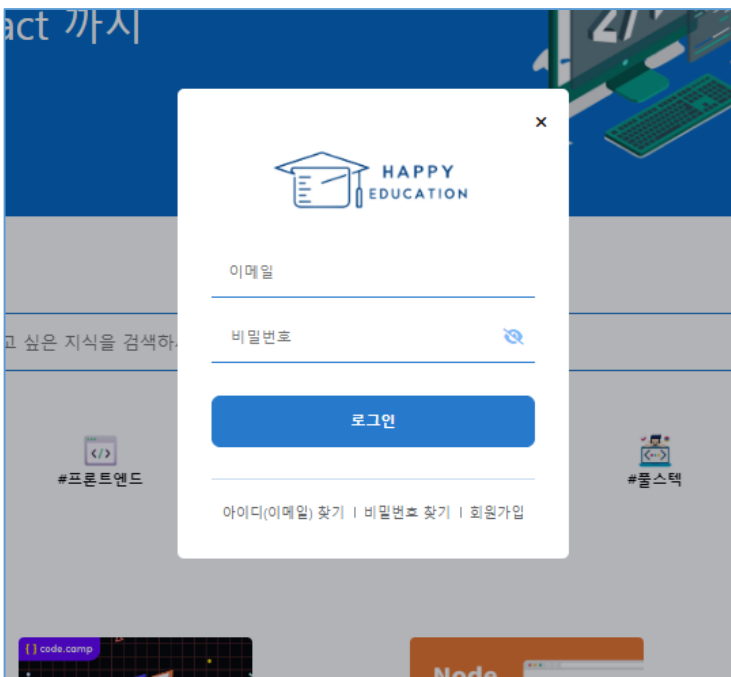 act 까지
HAPPY
EDUCATION
이메일
고 싶은 지식을 검색하
비밀번호
로그인
#프론트엔드
#풀스텍
아이디(이메일) 찾기 | 비밀번호 찾기 | 회원가입
{ } code.camp
Node